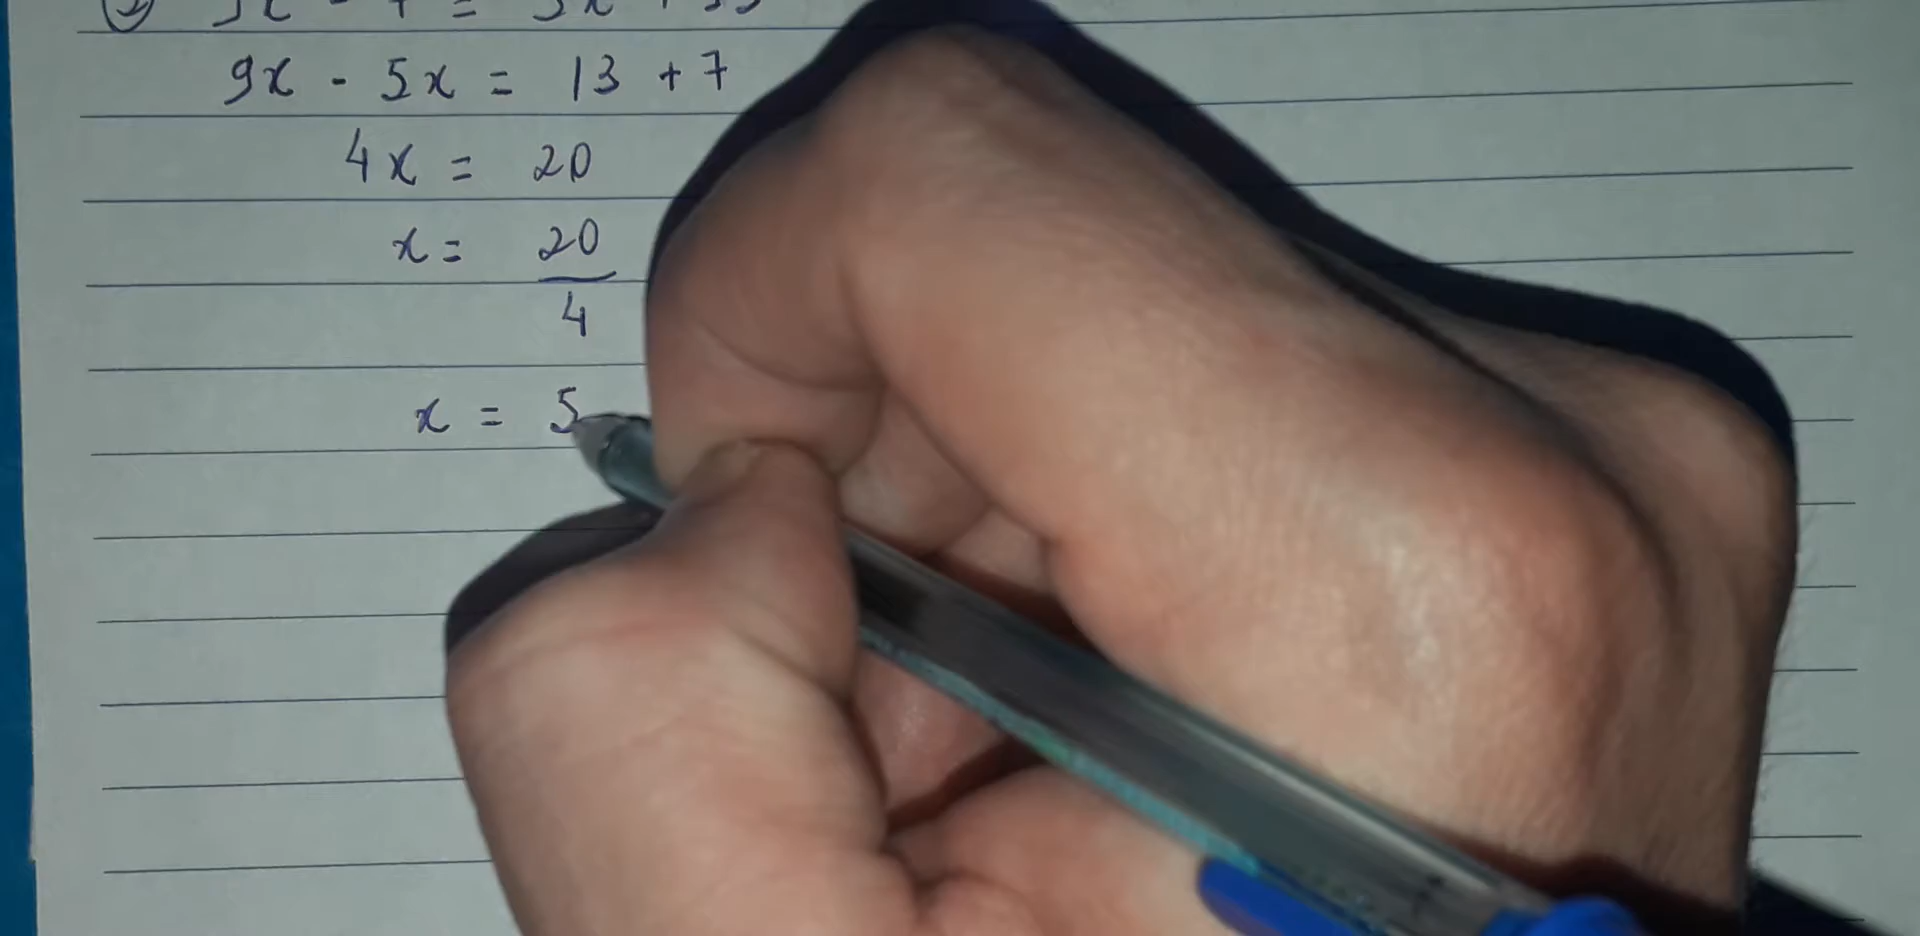 9x - 5x = 13 + 7
4x = 20
x = 20/4
x = 5